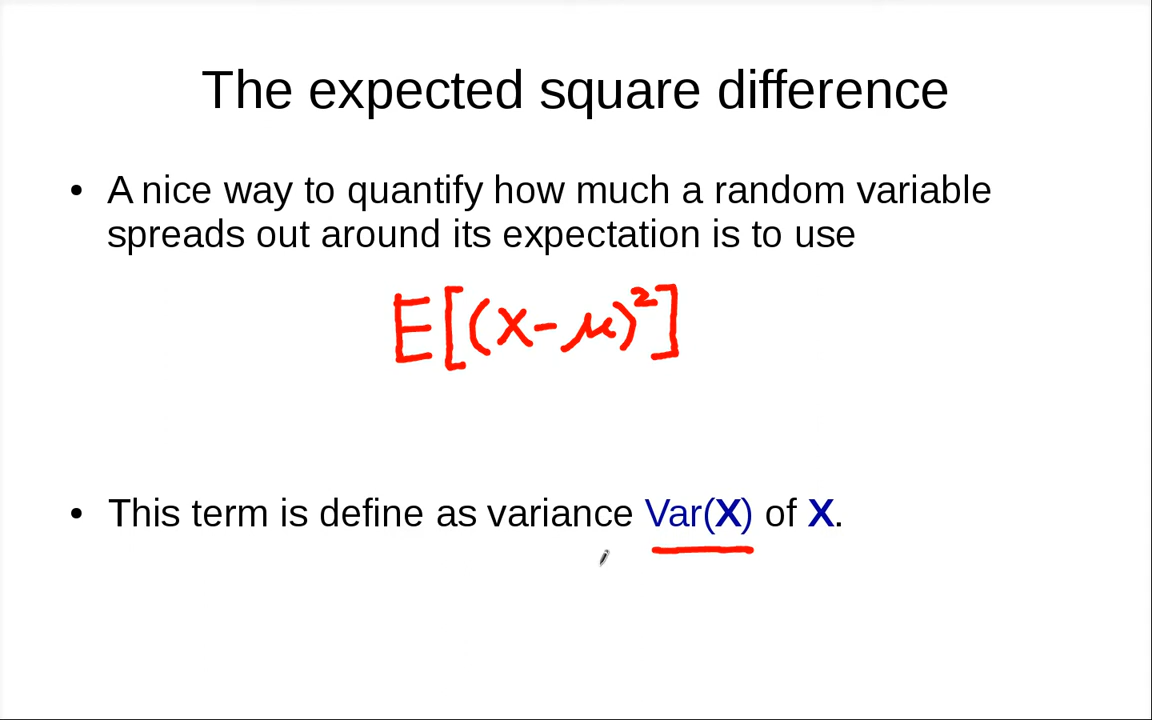 The expected square difference
• A nice way to quantify how much a random variable
spreads out around its expectation is to use
E[(X-μ)²]
• This term is define as variance Var(X) of X.